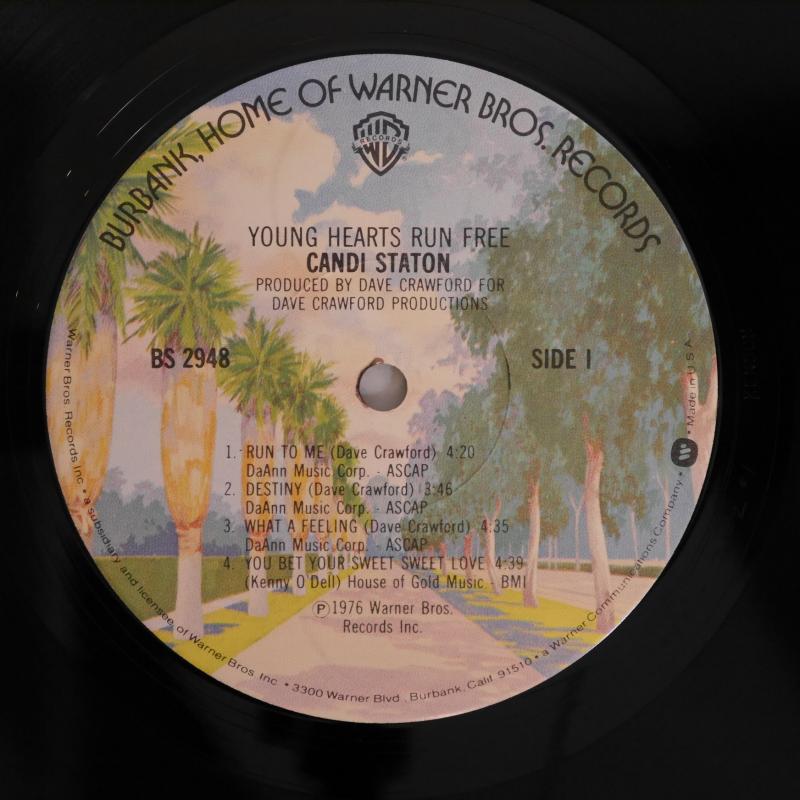 BURBANK, HOME OF WARNER BROS. RECORDS
RECORDS
YOUNG HEARTS RUN FREE
CANDI STATON
PRODUCED BY DAVE CRAWFORD FOR
DAVE CRAWFORD PRODUCTIONS
BS 2948
SIDE 1
1. RUN TO ME (Dave Crawford) 4:20
DaAnn Music Corp. - ASCAP
2. DESTINY (Dave Crawford) 3:46
DaAnn Music Corp. - ASCAP
3. WHAT A FEELING (Dave Crawford) 4:35
DaAnn Music Corp. - ASCAP
4. YOU BET YOUR SWEET SWEET LOVE 4:39
(Kenny O'Dell) House of Gold Music - BMI
℗1976 Warner Bros.
Records Inc.
Warner Bros. Records Inc. • a subsidiary and licensee of Warner Bros. Inc. • 3300 Warner Blvd., Burbank, Calif. 91510 • a Warner Communications Company • Made in U.S.A.